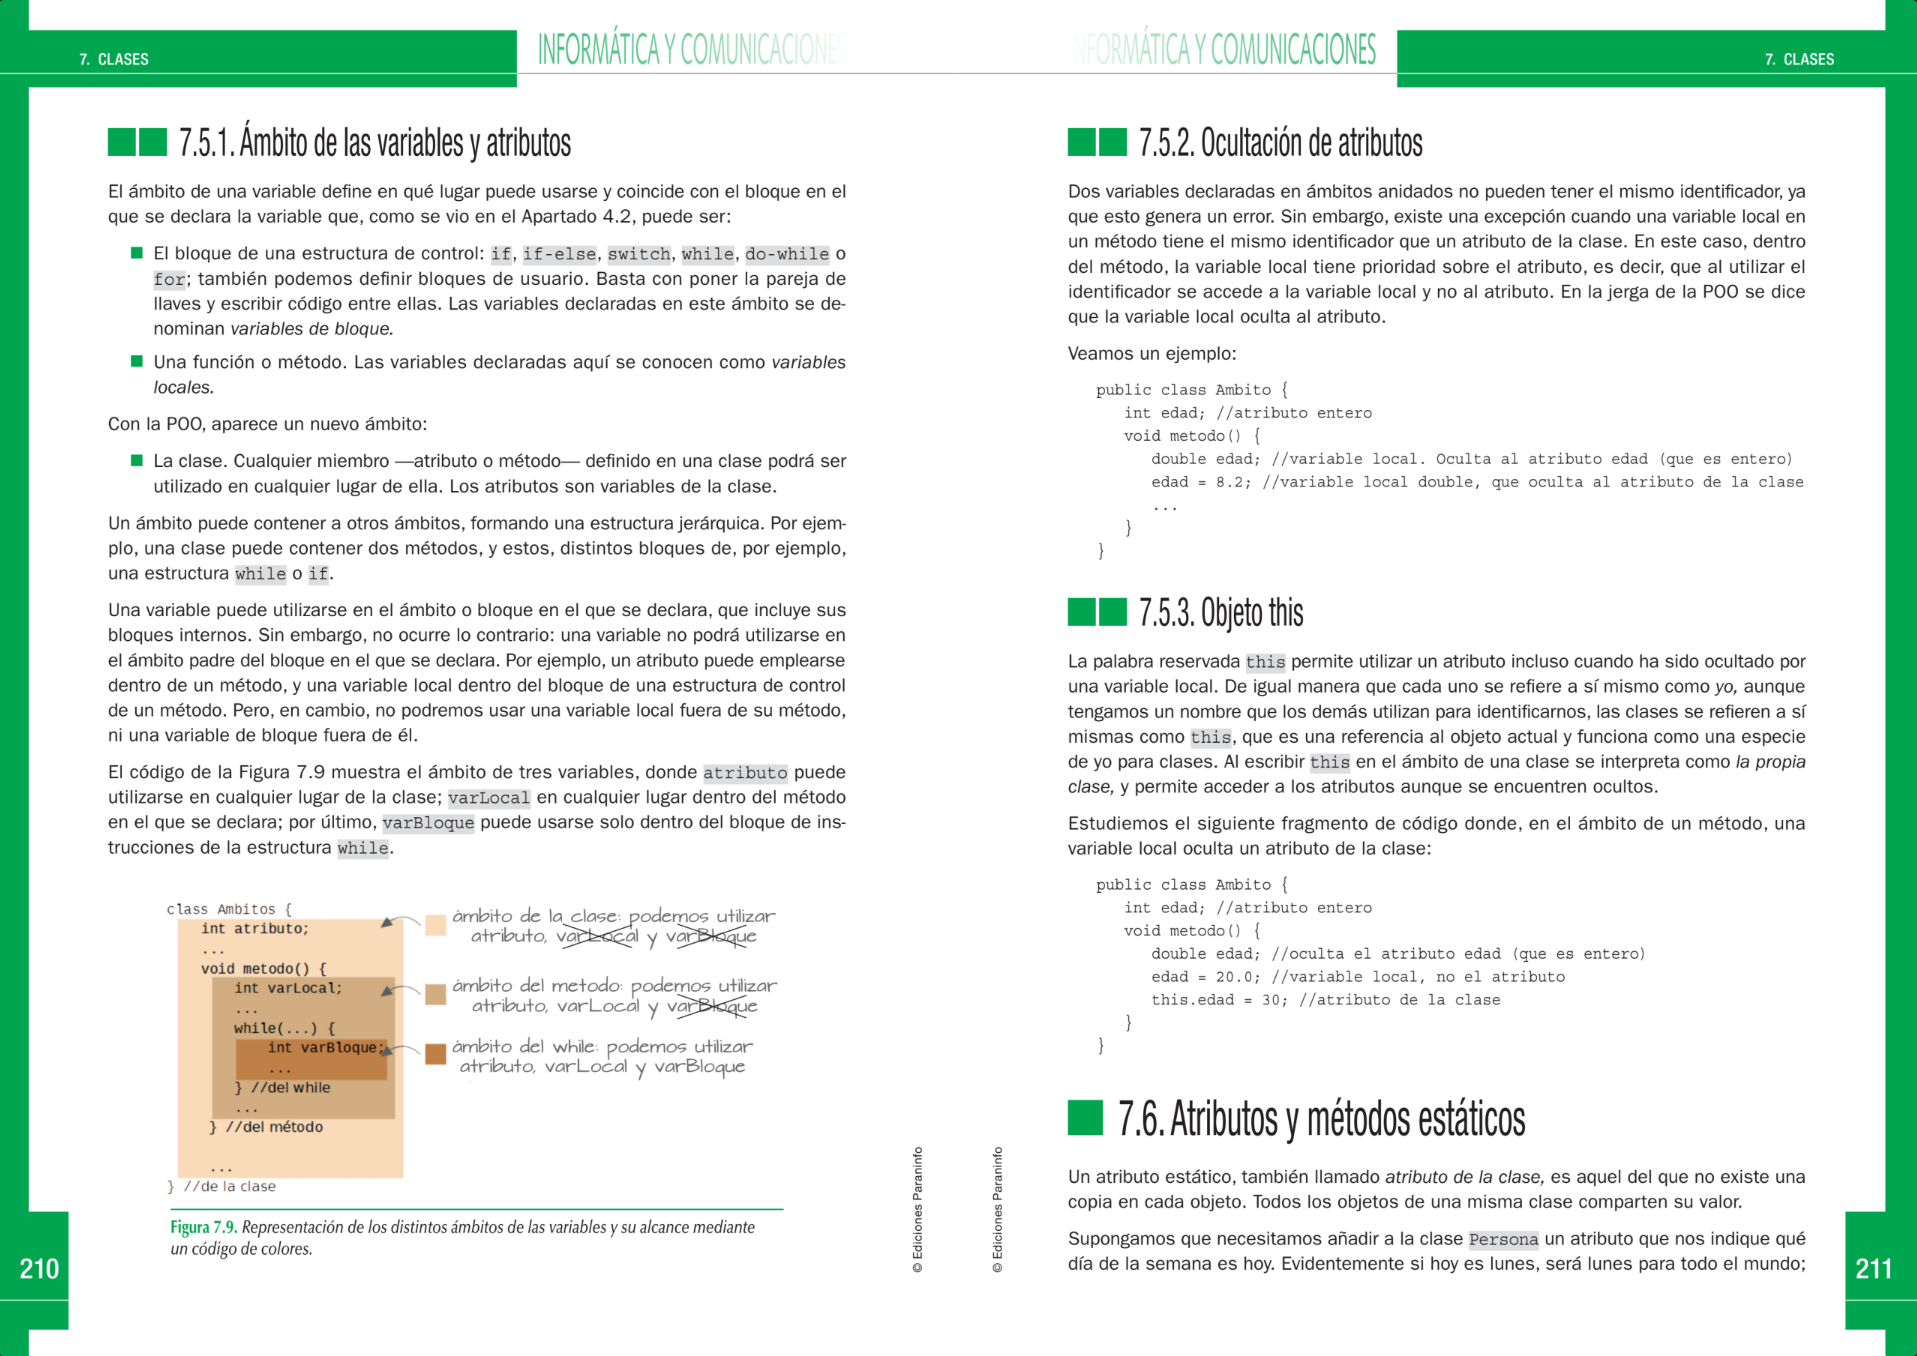 7. CLASES
INFORMÁTICA Y COMUNICACIONES
7.5.1. Ámbito de las variables y atributos
El ámbito de una variable define en qué lugar puede usarse y coincide con el bloque en el
que se declara la variable que, como se vio en el Apartado 4.2, puede ser:
El bloque de una estructura de control: if, if-else, switch, while, do-while o
for; también podemos definir bloques de usuario. Basta con poner la pareja de
llaves y escribir código entre ellas. Las variables declaradas en este ámbito se de-
nominan variables de bloque.
Una función o método. Las variables declaradas aquí se conocen como variables
locales.
Con la POO, aparece un nuevo ámbito:
La clase. Cualquier miembro —atributo o método— definido en una clase podrá ser
utilizado en cualquier lugar de ella. Los atributos son variables de la clase.
Un ámbito puede contener a otros ámbitos, formando una estructura jerárquica. Por ejem-
plo, una clase puede contener dos métodos, y estos, distintos bloques de, por ejemplo,
una estructura while o if.
Una variable puede utilizarse en el ámbito o bloque en el que se declara, que incluye sus
bloques internos. Sin embargo, no ocurre lo contrario: una variable no podrá utilizarse en
el ámbito padre del bloque en el que se declara. Por ejemplo, un atributo puede emplearse
dentro de un método, y una variable local dentro del bloque de una estructura de control
de un método. Pero, en cambio, no podremos usar una variable local fuera de su método,
ni una variable de bloque fuera de él.
El código de la Figura 7.9 muestra el ámbito de tres variables, donde atributo puede
utilizarse en cualquier lugar de la clase; varLocal en cualquier lugar dentro del método
en el que se declara; por último, varBloque puede usarse solo dentro del bloque de ins-
trucciones de la estructura while.
class Ambitos {
int atributo;
...
void metodo() {
int varLocal;
...
while(...) {
int varBloque;
...
} //del while
...
} //del método
...
} //de la clase
ámbito de la clase: podemos utilizar
atributo, varLocal y varBloque
ámbito del metodo: podemos utilizar
atributo, varLocal y varBloque
ámbito del while: podemos utilizar
atributo, varLocal y varBloque
Figura 7.9. Representación de los distintos ámbitos de las variables y su alcance mediante
un código de colores.
© Ediciones Paraninfo
210
INFORMÁTICA Y COMUNICACIONES
7. CLASES
7.5.2. Ocultación de atributos
Dos variables declaradas en ámbitos anidados no pueden tener el mismo identificador, ya
que esto genera un error. Sin embargo, existe una excepción cuando una variable local en
un método tiene el mismo identificador que un atributo de la clase. En este caso, dentro
del método, la variable local tiene prioridad sobre el atributo, es decir, que al utilizar el
identificador se accede a la variable local y no al atributo. En la jerga de la POO se dice
que la variable local oculta al atributo.
Veamos un ejemplo:
public class Ambito {
int edad; //atributo entero
void metodo() {
double edad; //variable local. Oculta al atributo edad (que es entero)
edad = 8.2; //variable local double, que oculta al atributo de la clase
...
}
}
7.5.3. Objeto this
La palabra reservada this permite utilizar un atributo incluso cuando ha sido ocultado por
una variable local. De igual manera que cada uno se refiere a sí mismo como yo, aunque
tengamos un nombre que los demás utilizan para identificarnos, las clases se refieren a sí
mismas como this, que es una referencia al objeto actual y funciona como una especie
de yo para clases. Al escribir this en el ámbito de una clase se interpreta como la propia
clase, y permite acceder a los atributos aunque se encuentren ocultos.
Estudiemos el siguiente fragmento de código donde, en el ámbito de un método, una
variable local oculta un atributo de la clase:
public class Ambito {
int edad; //atributo entero
void metodo() {
double edad; //oculta el atributo edad (que es entero)
edad = 20.0; //variable local, no el atributo
this.edad = 30; //atributo de la clase
}
}
7.6. Atributos y métodos estáticos
Un atributo estático, también llamado atributo de la clase, es aquel del que no existe una
copia en cada objeto. Todos los objetos de una misma clase comparten su valor.
Supongamos que necesitamos añadir a la clase Persona un atributo que nos indique qué
día de la semana es hoy. Evidentemente si hoy es lunes, será lunes para todo el mundo;
© Ediciones Paraninfo
211